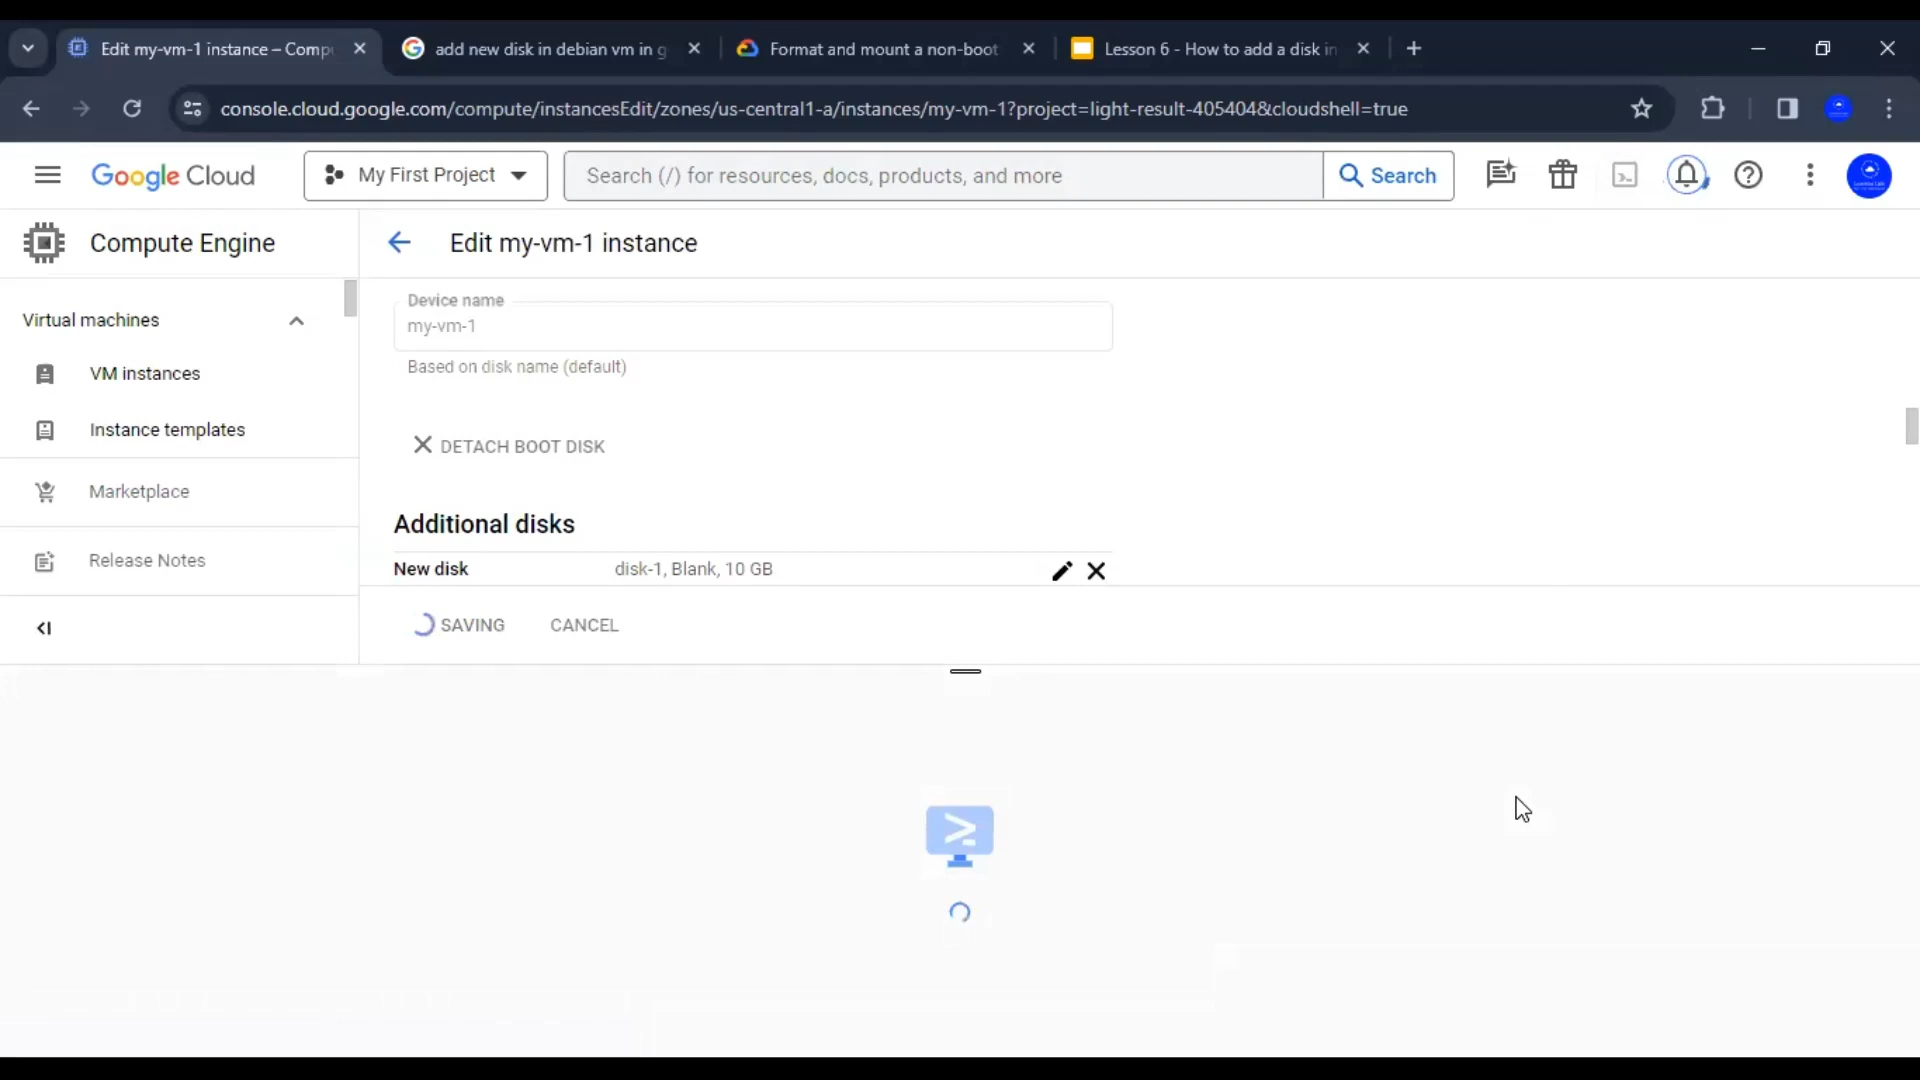 Edit my-vm-1 instance – Comp
add new disk in debian vm in g
Format and mount a non-boot
Lesson 6 - How to add a disk in
console.cloud.google.com/compute/instancesEdit/zones/us-central1-a/instances/my-vm-1?project=light-result-405404&cloudshell=true
Google Cloud
My First Project
Search (/) for resources, docs, products, and more
Search
Compute Engine
Edit my-vm-1 instance
Virtual machines
VM instances
Instance templates
Marketplace
Release Notes
Device name
my-vm-1
Based on disk name (default)
DETACH BOOT DISK
Additional disks
New disk
disk-1, Blank, 10 GB
SAVING
CANCEL